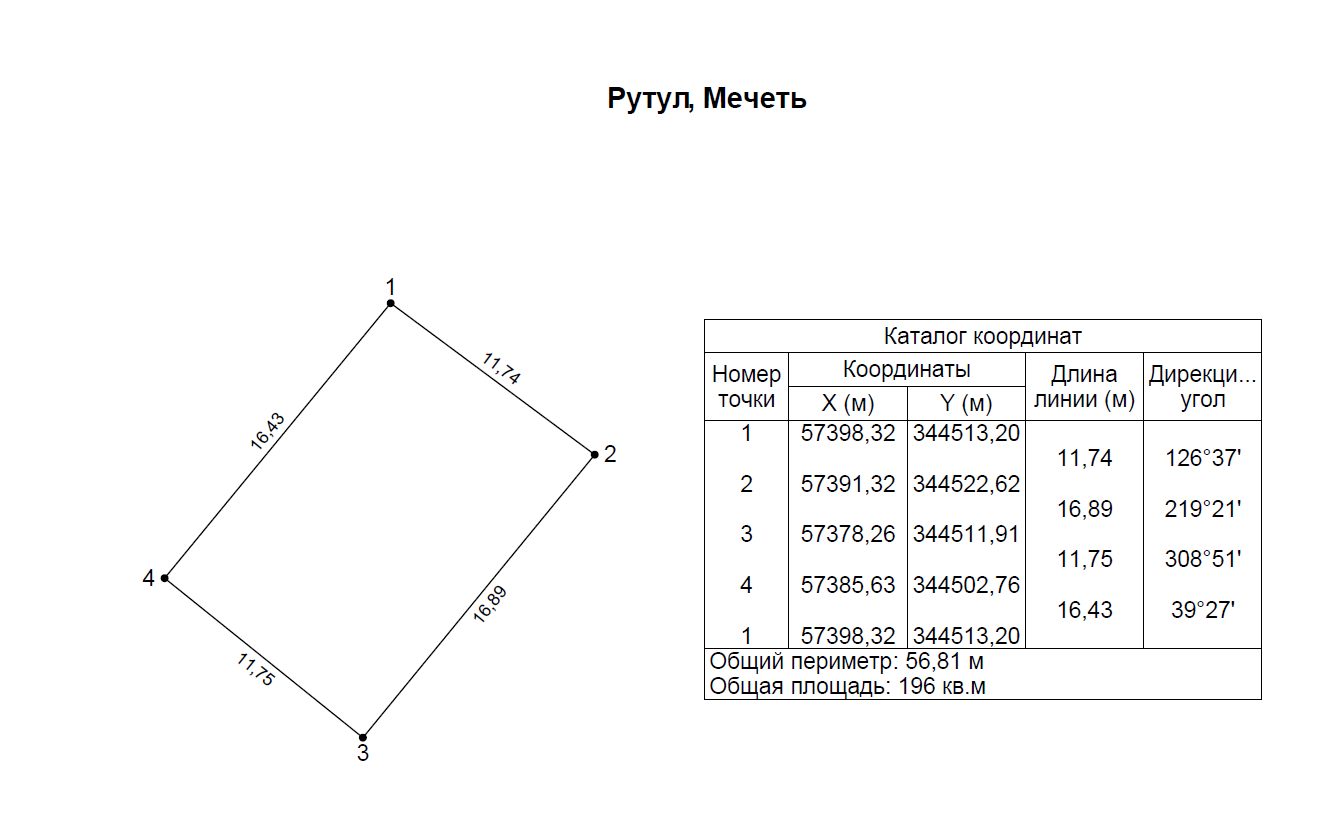 Рутул, Мечеть
1
11,74
2
16,43
4
16,89
11,75
3
Каталог координат
Номер точки
Координаты
Длина линии (м)
Дирекци... угол
X (м) Y (м)
1 57398,32 344513,20
11,74 126°37'
2 57391,32 344522,62
16,89 219°21'
3 57378,26 344511,91
11,75 308°51'
4 57385,63 344502,76
16,43 39°27'
1 57398,32 344513,20
Общий периметр: 56,81 м
Общая площадь: 196 кв.м